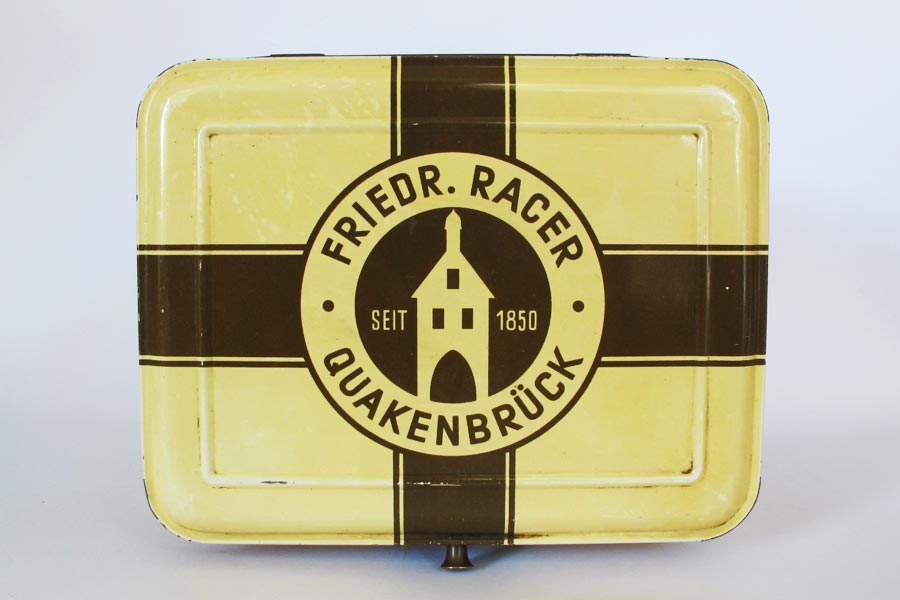 FRIEDR. RACER
SEIT 1850
QUAKENBRÜCK